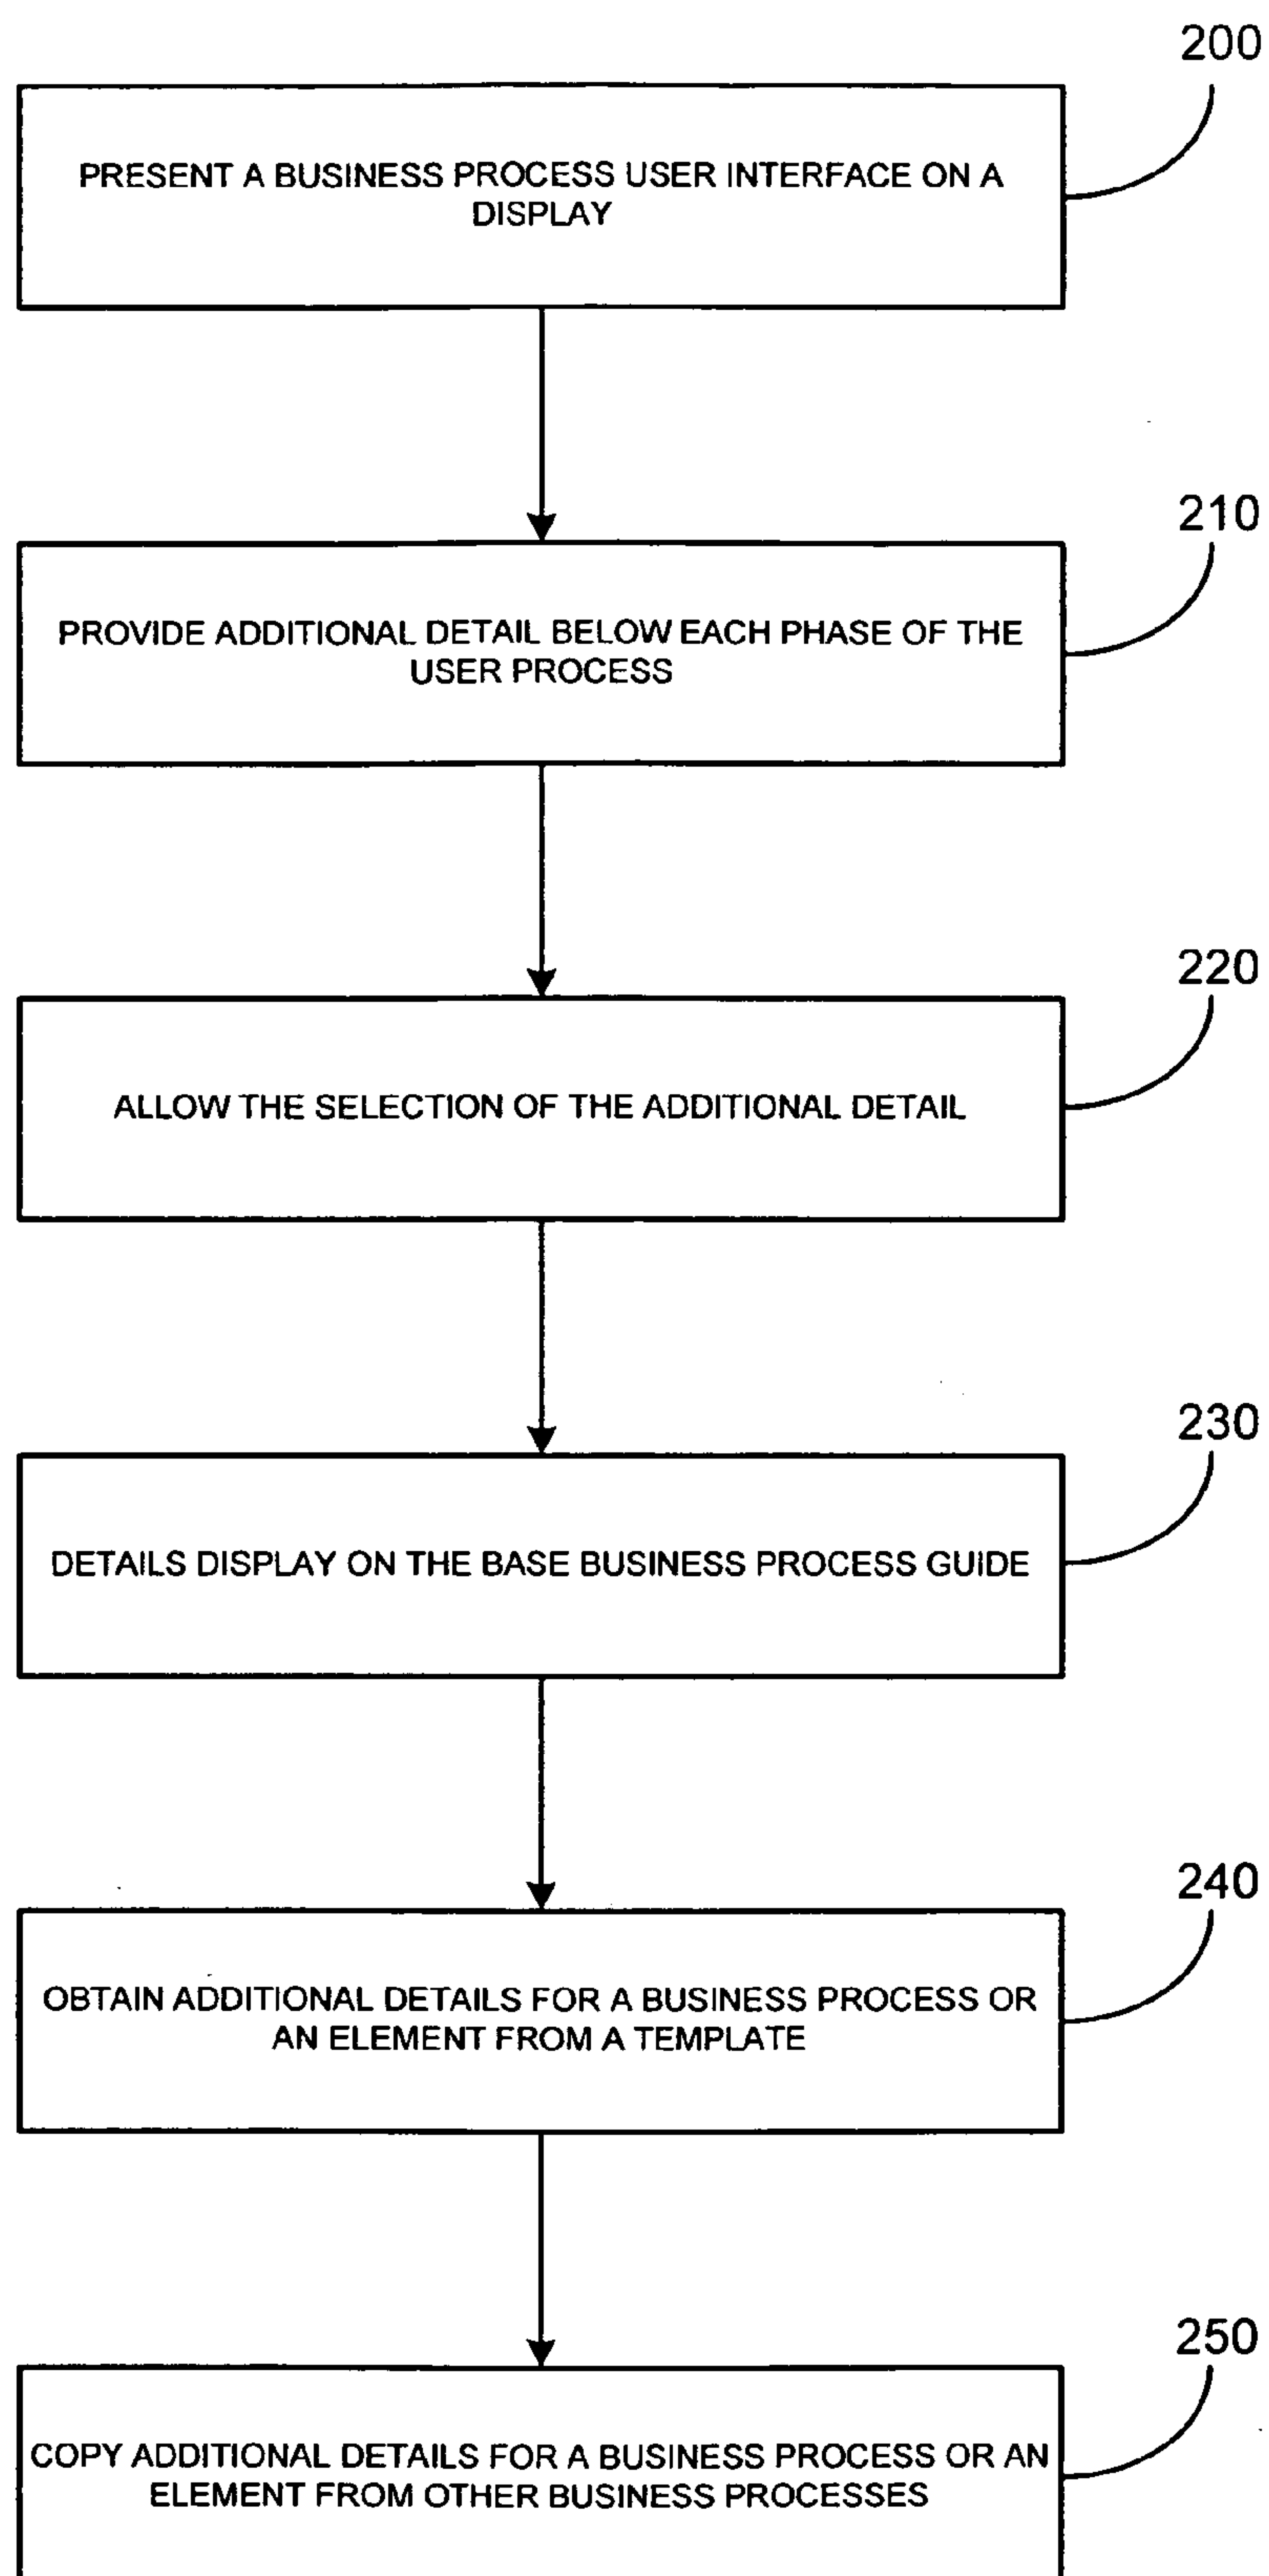 200
PRESENT A BUSINESS PROCESS USER INTERFACE ON A
DISPLAY
210
PROVIDE ADDITIONAL DETAIL BELOW EACH PHASE OF THE
USER PROCESS
220
ALLOW THE SELECTION OF THE ADDITIONAL DETAIL
230
DETAILS DISPLAY ON THE BASE BUSINESS PROCESS GUIDE
240
OBTAIN ADDITIONAL DETAILS FOR A BUSINESS PROCESS OR
AN ELEMENT FROM A TEMPLATE
250
COPY ADDITIONAL DETAILS FOR A BUSINESS PROCESS OR AN
ELEMENT FROM OTHER BUSINESS PROCESSES